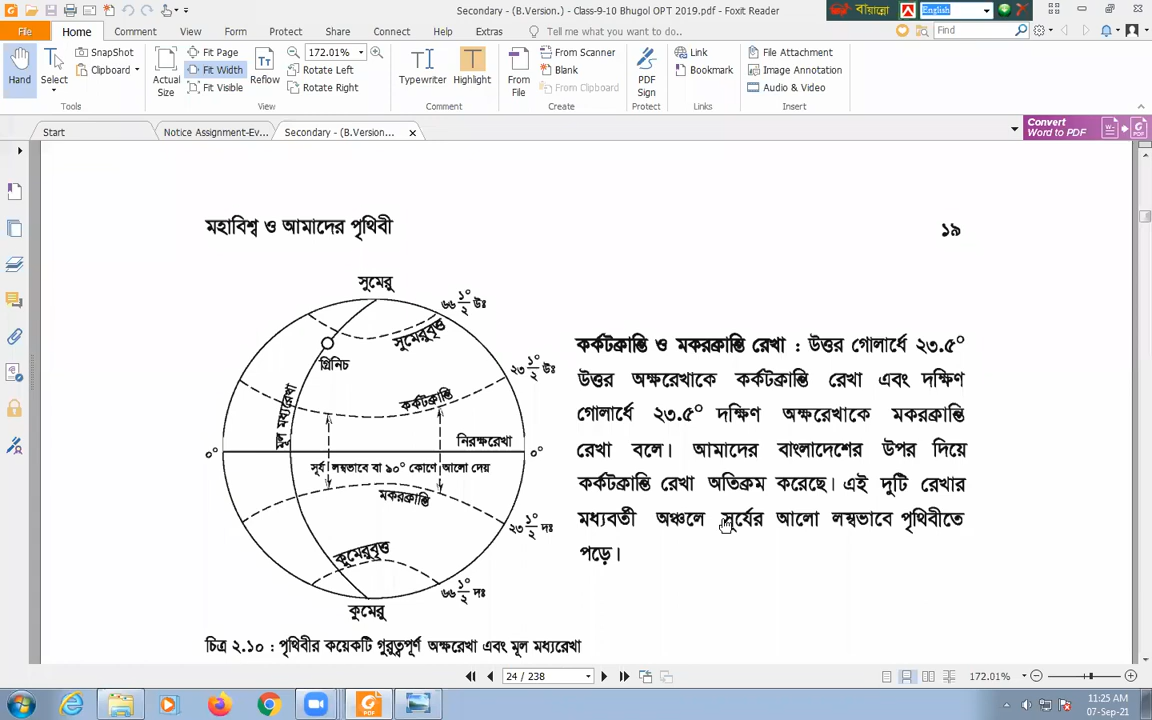 Secondary - (B.Version.) - Class-9-10 Bhugol OPT 2019.pdf - Foxit Reader
English
File Home Comment View Form Protect Share Connect Help Extras Tell me what you want to do... Find
Hand Select SnapShot Clipboard Actual Size Fit Page Fit Width Fit Visible Reflow 172.01% Rotate Left Rotate Right Typewriter Highlight From File From Scanner Blank From Clipboard PDF Sign Link Bookmark File Attachment Image Annotation Audio & Video
Tools View Comment Create Protect Links Insert
Start Notice Assignment-Ev... Secondary - (B.Version... Convert Word to PDF
মহাবিশ্ব ও আমাদের পৃথিবী ১৯
সুমেরু
৬৬ ১/২° উঃ
সুমেরুবৃত্ত
গ্রিনিচ
২৩ ১/২° উঃ
কর্কটক্রান্তি
মূল মধ্যরেখা
নিরক্ষরেখা
০° ০°
সূর্য লম্বভাবে বা ৯০° কোণে আলো দেয়
মকরক্রান্তি
২৩ ১/২° দঃ
কুমেরুবৃত্ত
৬৬ ১/২° দঃ
কুমেরু
চিত্র ২.১০ : পৃথিবীর কয়েকটি গুরুত্বপূর্ণ অক্ষরেখা এবং মূল মধ্যরেখা
কর্কটক্রান্তি ও মকরক্রান্তি রেখা : উত্তর গোলার্ধে ২৩.৫°
উত্তর অক্ষরেখাকে কর্কটক্রান্তি রেখা এবং দক্ষিণ
গোলার্ধে ২৩.৫° দক্ষিণ অক্ষরেখাকে মকরক্রান্তি
রেখা বলে। আমাদের বাংলাদেশের উপর দিয়ে
কর্কটক্রান্তি রেখা অতিক্রম করেছে। এই দুটি রেখার
মধ্যবর্তী অঞ্চলে সূর্যের আলো লম্বভাবে পৃথিবীতে
পড়ে।
24 / 238 172.01%
11:25 AM
07-Sep-21